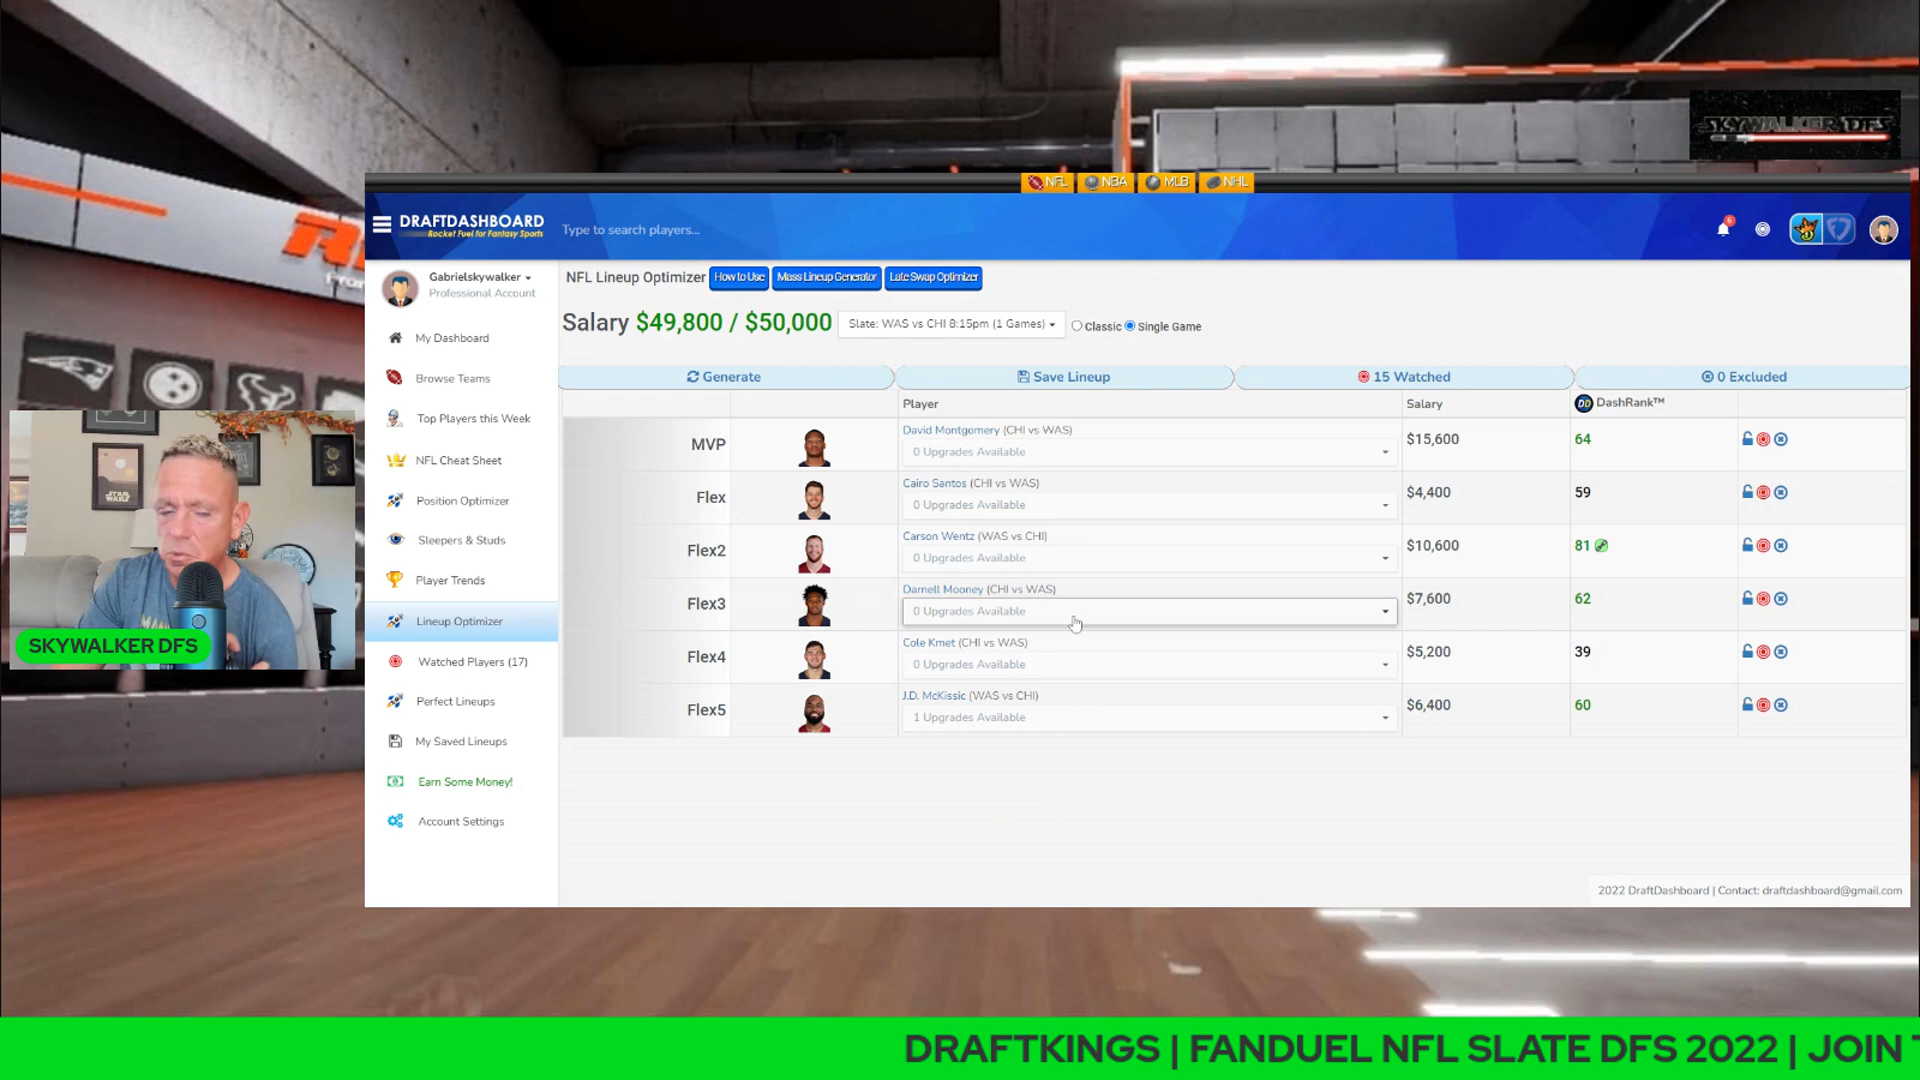 SKYWALKER DFS
NFL
NBA
MLB
NHL
DRAFTDASHBOARD
Rocket Fuel for Fantasy Sports
Type to search players...
6
Gabrielskywalker
Professional Account
My Dashboard
Browse Teams
Top Players this Week
NFL Cheat Sheet
Position Optimizer
Sleepers & Studs
Player Trends
Lineup Optimizer
Watched Players (17)
Perfect Lineups
My Saved Lineups
Earn Some Money!
Account Settings
NFL Lineup Optimizer How to Use Mass Lineup Generator Late Swap Optimizer
Salary $49,800 / $50,000 Slate: WAS vs CHI 8:15pm (1 Games) Classic Single Game
Generate Save Lineup 15 Watched 0 Excluded
Player Salary DD DashRank™
MVP David Montgomery (CHI vs WAS) $15,600 64
0 Upgrades Available
Flex Cairo Santos (CHI vs WAS) $4,400 59
0 Upgrades Available
Flex2 Carson Wentz (WAS vs CHI) $10,600 81
0 Upgrades Available
Flex3 Darnell Mooney (CHI vs WAS) $7,600 62
0 Upgrades Available
Flex4 Cole Kmet (CHI vs WAS) $5,200 39
0 Upgrades Available
Flex5 J.D. McKissic (WAS vs CHI) $6,400 60
1 Upgrades Available
2022 DraftDashboard | Contact: draftdashboard@gmail.com
STAR WARS
SKYWALKER DFS
DRAFTKINGS | FANDUEL NFL SLATE DFS 2022 | JOIN